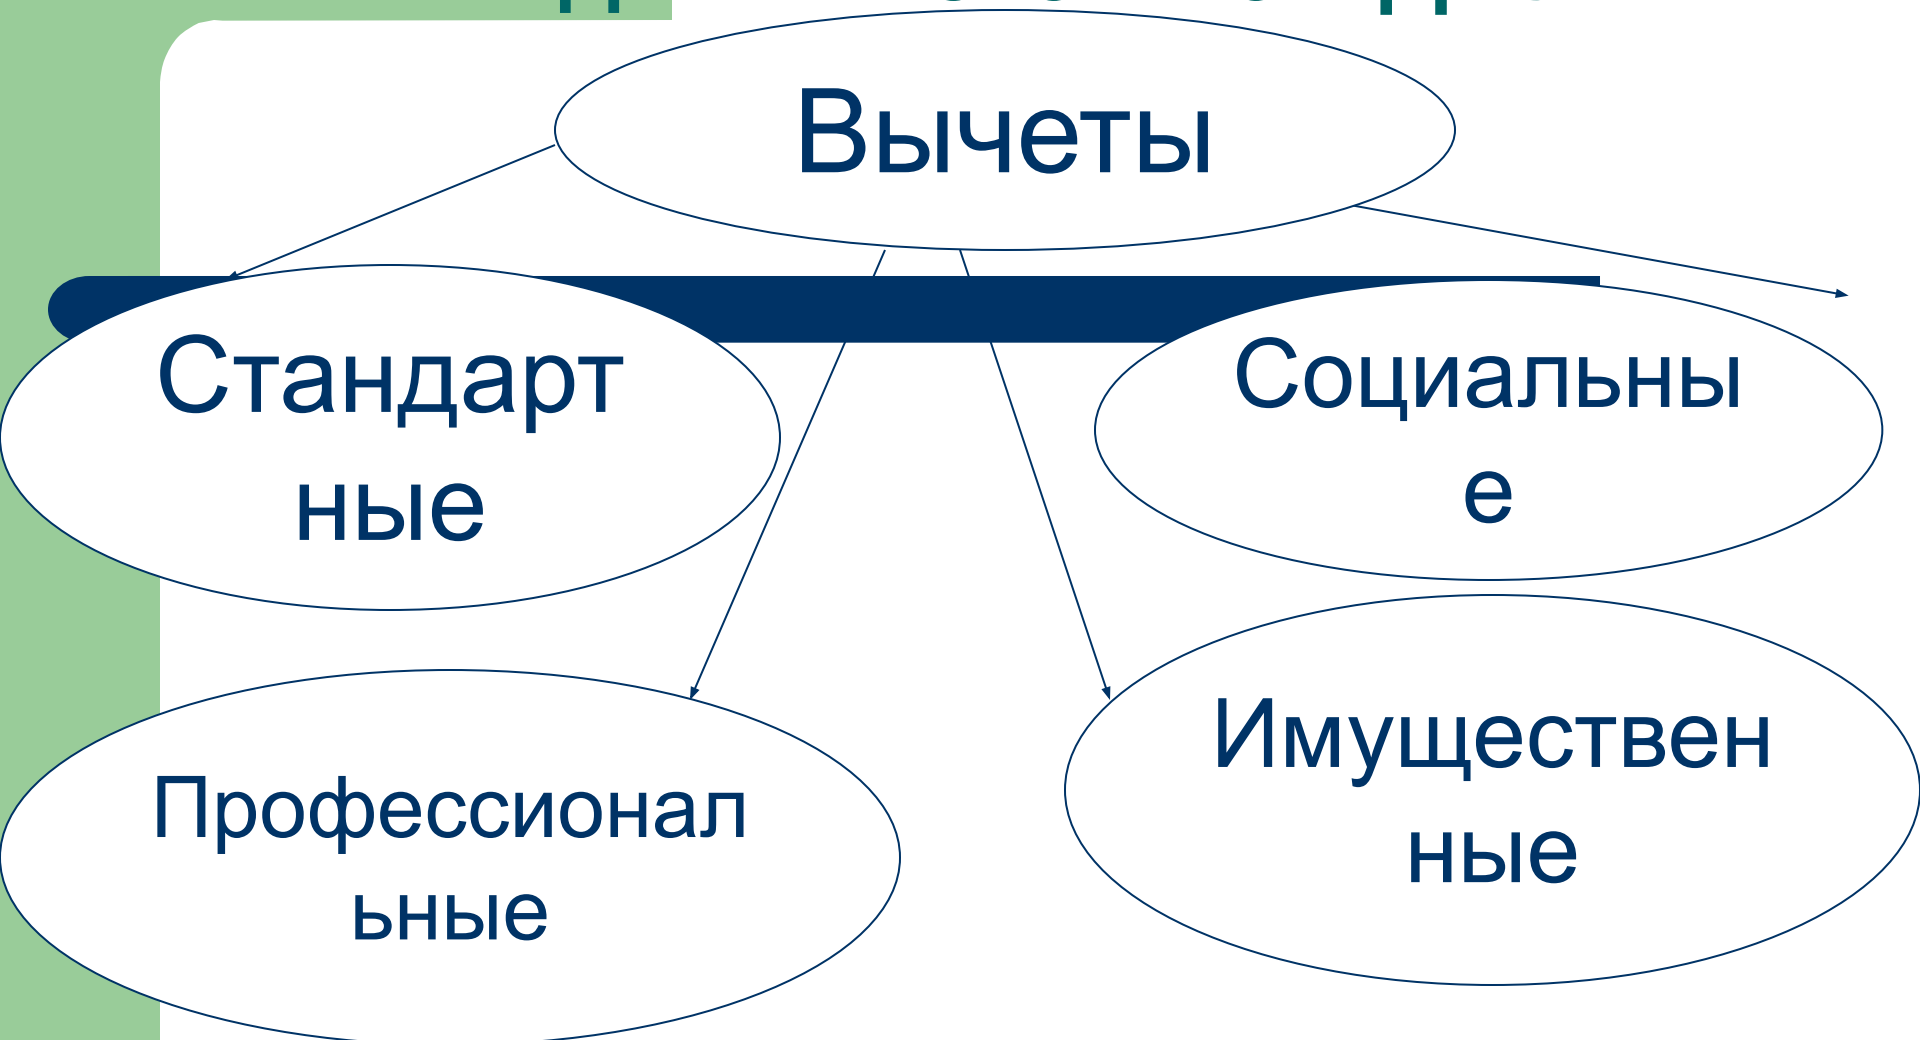 Вычеты
Стандарт
ные
Социальны
е
Профессионал
ьные
Имуществен
ные